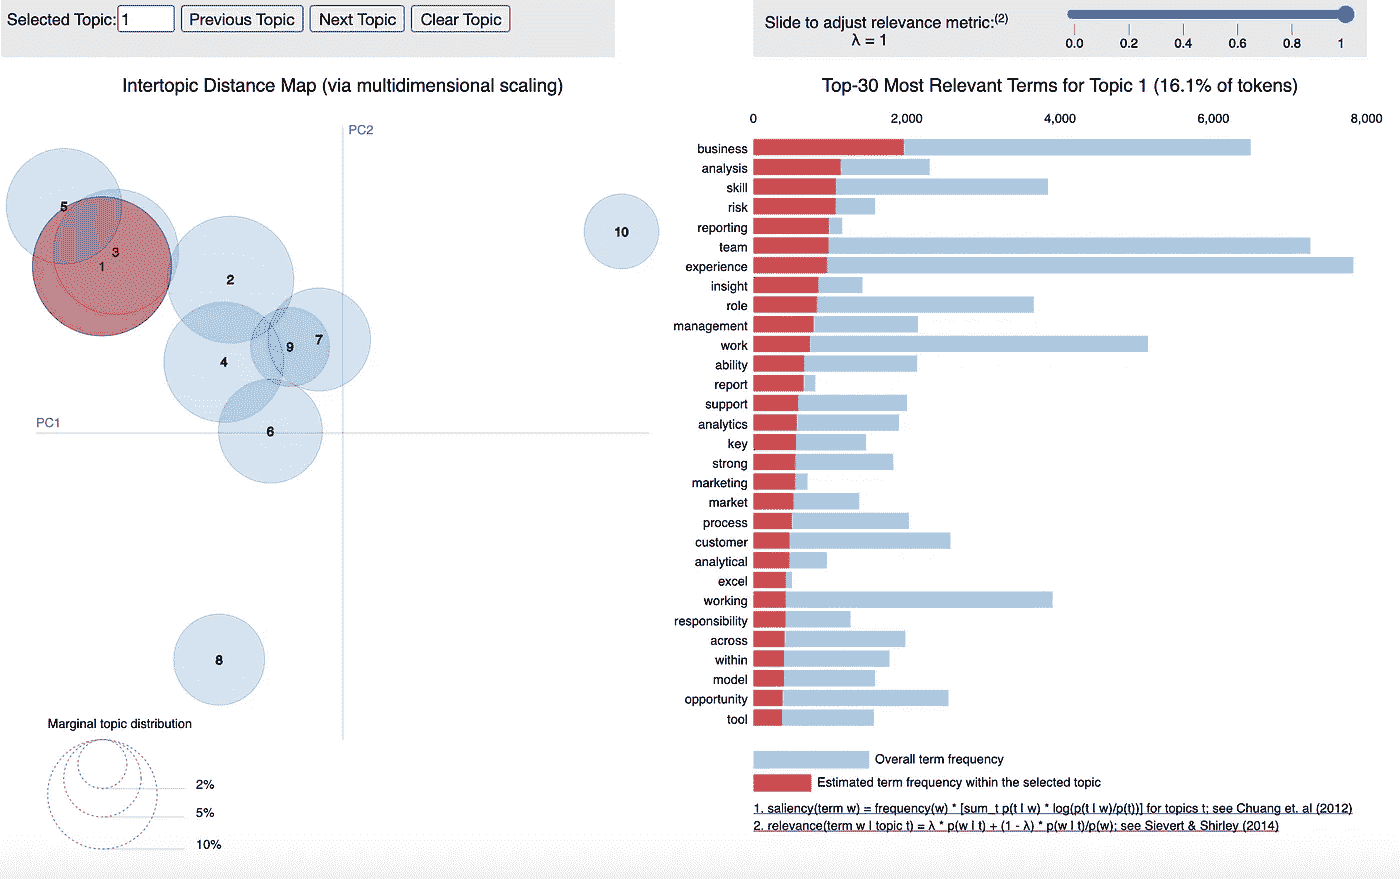 Selected Topic: 1 Previous Topic Next Topic Clear Topic
Slide to adjust relevance metric:(2)
λ = 1
0.0 0.2 0.4 0.6 0.8 1
Intertopic Distance Map (via multidimensional scaling)
PC2
5
3
1
2
10
9
7
4
PC1
6
8
Marginal topic distribution
2%
5%
10%
Top-30 Most Relevant Terms for Topic 1 (16.1% of tokens)
0 2,000 4,000 6,000 8,000
business
analysis
skill
risk
reporting
team
experience
insight
role
management
work
ability
report
support
analytics
key
strong
marketing
market
process
customer
analytical
excel
working
responsibility
across
within
model
opportunity
tool
Overall term frequency
Estimated term frequency within the selected topic
1. saliency(term w) = frequency(w) * [sum_t p(t | w) * log(p(t | w)/p(t))] for topics t; see Chuang et. al (2012)
2. relevance(term w | topic t) = λ * p(w | t) + (1 - λ) * p(w | t)/p(w); see Sievert & Shirley (2014)